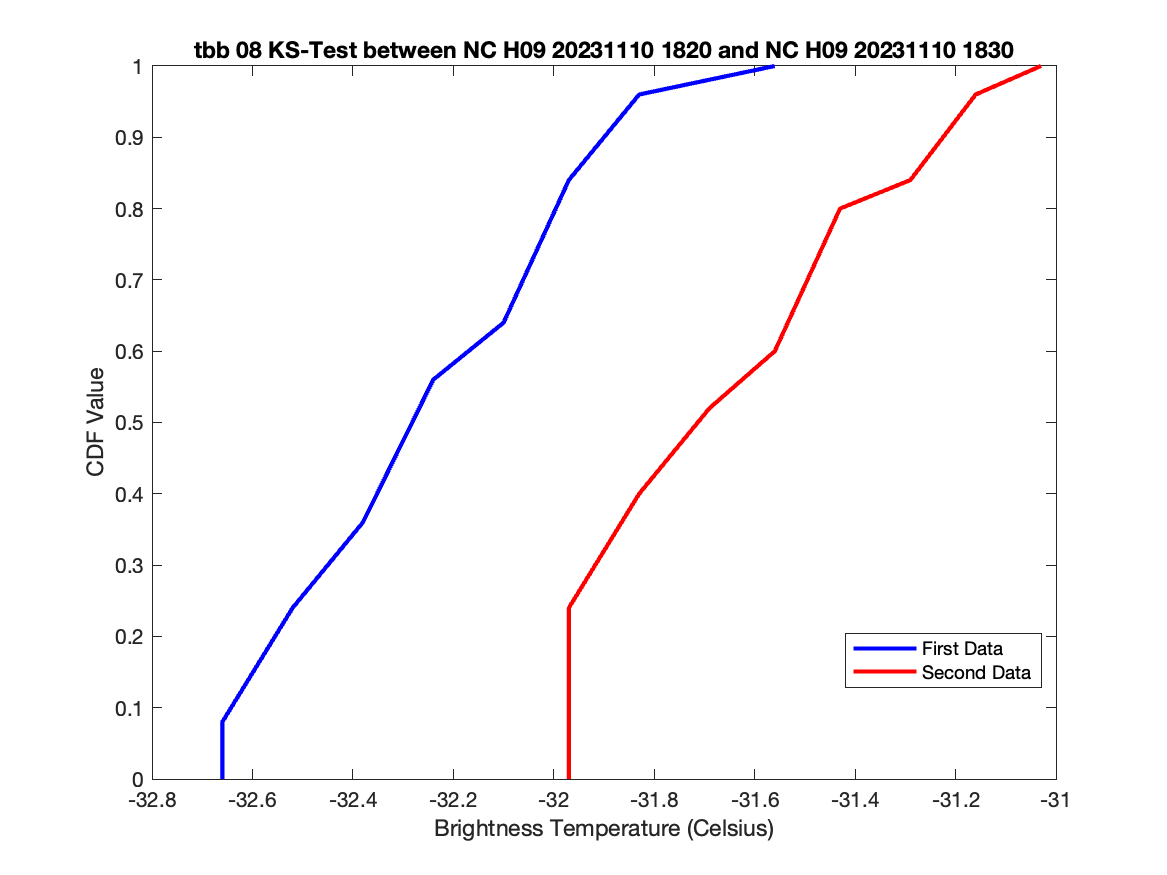 tbb 08 KS-Test between NC H09 20231110 1820 and NC H09 20231110 1830
1
0.9
0.8
0.7
0.6
0.5
0.4
0.3
0.2
0.1
0
CDF Value
First Data
Second Data
-32.8 -32.6 -32.4 -32.2 -32 -31.8 -31.6 -31.4 -31.2 -31
Brightness Temperature (Celsius)